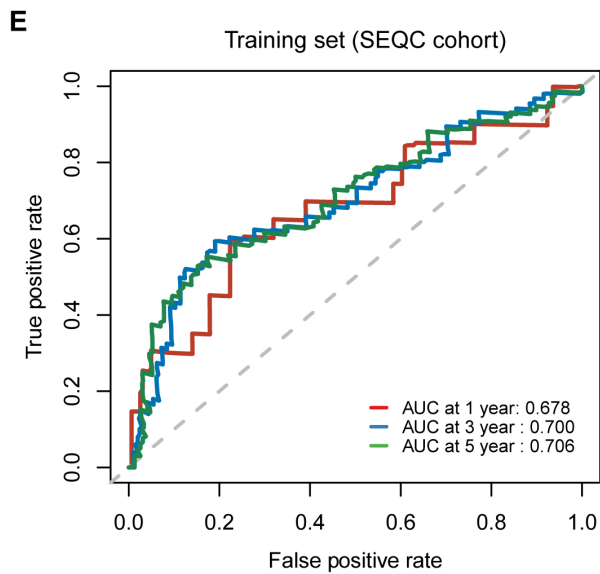 E
Training set (SEQC cohort)
True positive rate
1.0
0.8
0.6
0.4
0.2
0.0
AUC at 1 year: 0.678
AUC at 3 year : 0.700
AUC at 5 year : 0.706
0.0 0.2 0.4 0.6 0.8 1.0
False positive rate